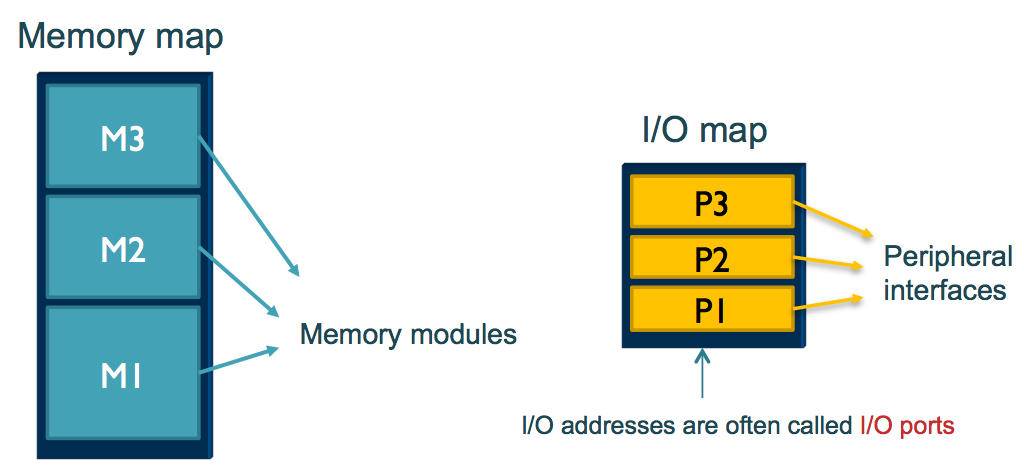 Memory map
M3
M2
M1
Memory modules
I/O map
P3
P2
P1
Peripheral
interfaces
I/O addresses are often called I/O ports